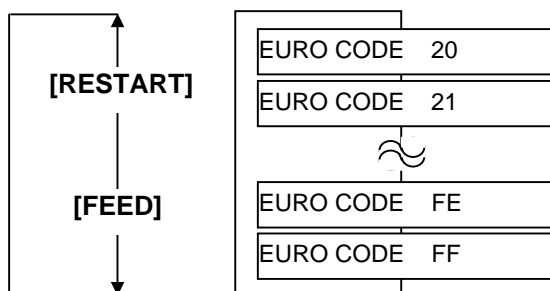 EURO CODE 20
[RESTART]
EURO CODE 21
[FEED]
EURO CODE FE
EURO CODE FF